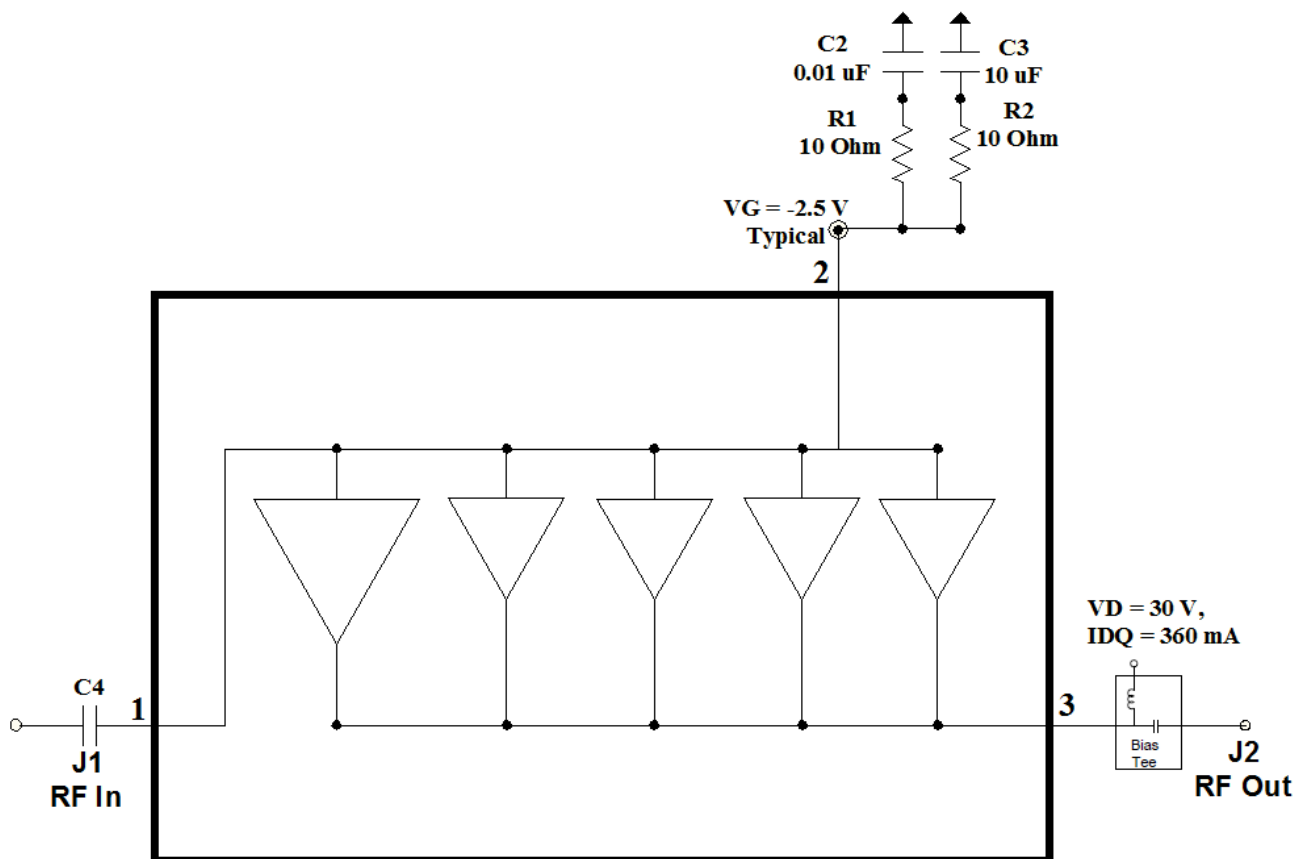 C2
0.01 uF
C3
10 uF
R1
10 Ohm
R2
10 Ohm
VG = -2.5 V
Typical
2
VD = 30 V,
IDQ = 360 mA
C4
1
3
J1
RF In
Bias
Tee
J2
RF Out